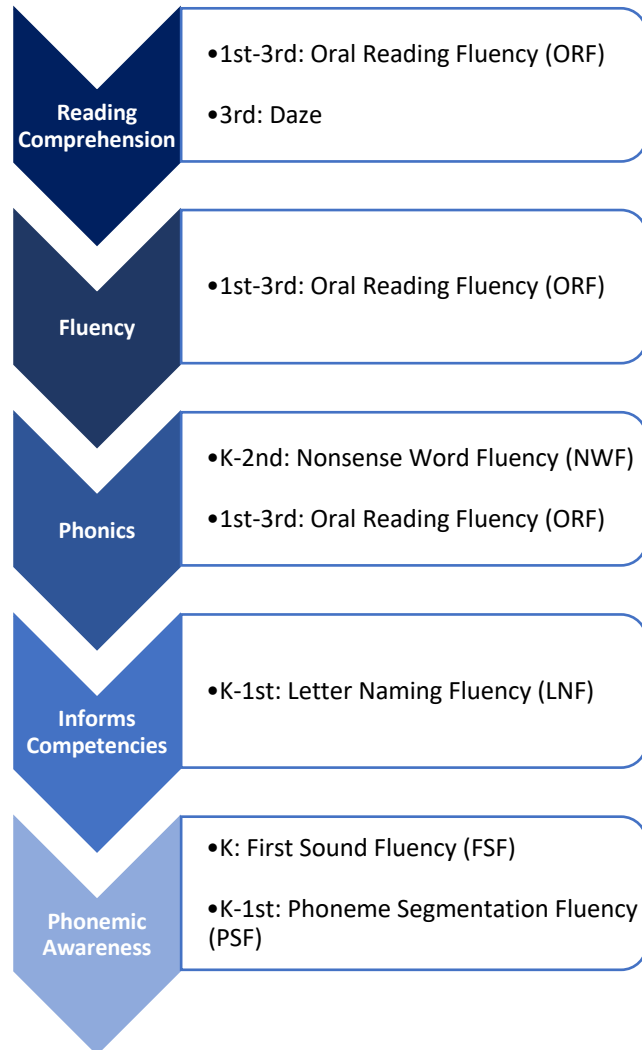 Reading
Comprehension
•1st-3rd: Oral Reading Fluency (ORF)
•3rd: Daze
Fluency
•1st-3rd: Oral Reading Fluency (ORF)
Phonics
•K-2nd: Nonsense Word Fluency (NWF)
•1st-3rd: Oral Reading Fluency (ORF)
Informs
Competencies
•K-1st: Letter Naming Fluency (LNF)
Phonemic
Awareness
•K: First Sound Fluency (FSF)
•K-1st: Phoneme Segmentation Fluency
(PSF)